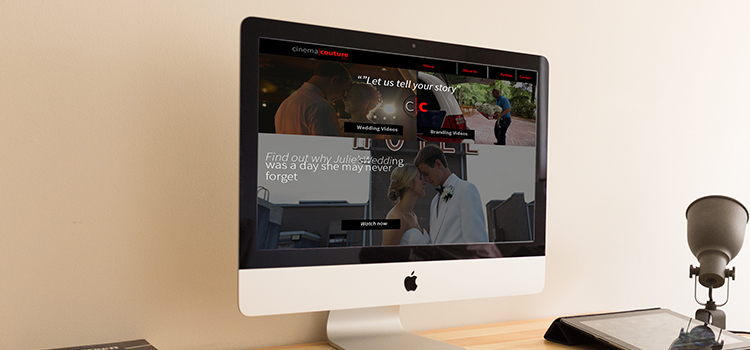 cinema|couture
Home
About Us
Portfolio
Contact
“”Let us tell your story”
C|C
Wedding Videos
Branding Videos
HOTEL
Find out why Julie's Wedding
was a day she may never
forget
Watch now